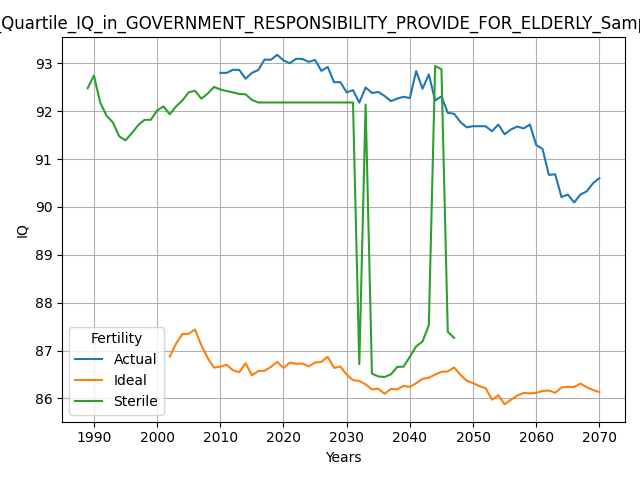 _Quartile_IQ_in_GOVERNMENT_RESPONSIBILITY_PROVIDE_FOR_ELDERLY_Samp
93
92
91
90
89
88
87
86
IQ
Fertility
Actual
Ideal
Sterile
1990 2000 2010 2020 2030 2040 2050 2060 2070
Years